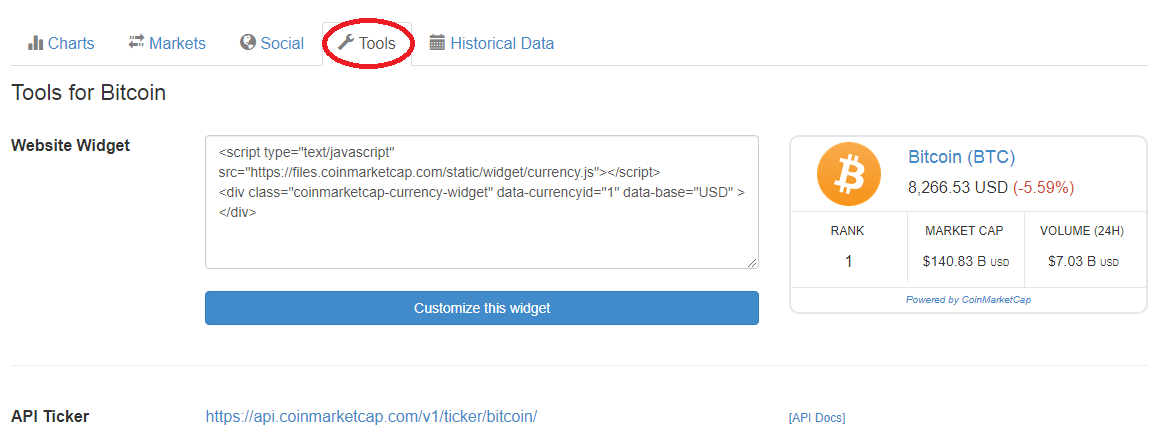 Charts Markets Social Tools Historical Data
Tools for Bitcoin
Website Widget
<script type="text/javascript"
src="https://files.coinmarketcap.com/static/widget/currency.js"></script>
<div class="coinmarketcap-currency-widget" data-currencyid="1" data-base="USD" >
</div>
Customize this widget
Bitcoin (BTC)
8,266.53 USD (-5.59%)
RANK MARKET CAP VOLUME (24H)
1 $140.83 B USD $7.03 B USD
Powered by CoinMarketCap
API Ticker https://api.coinmarketcap.com/v1/ticker/bitcoin/ [API Docs]